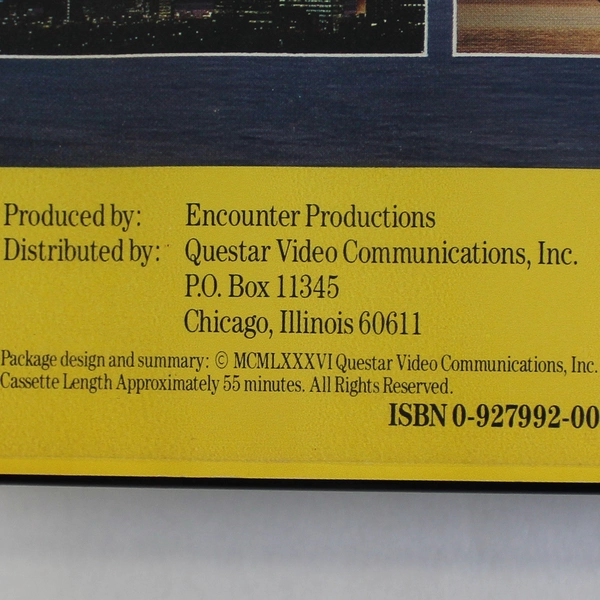 Produced by: Encounter Productions
Distributed by: Questar Video Communications, Inc.
P.O. Box 11345
Chicago, Illinois 60611
Package design and summary: © MCMLXXXVI Questar Video Communications, Inc.
Cassette Length Approximately 55 minutes. All Rights Reserved.
ISBN 0-927992-00